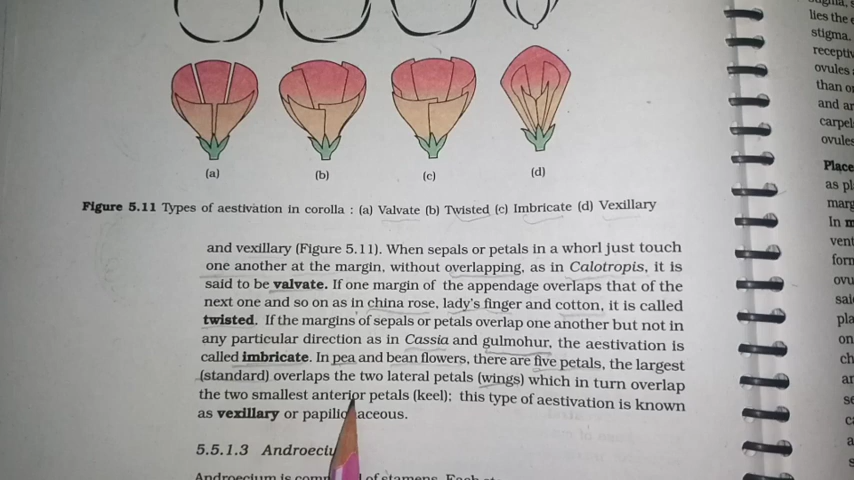 (a) (b) (c) (d)
Figure 5.11 Types of aestivation in corolla : (a) Valvate (b) Twisted (c) Imbricate (d) Vexillary
and vexillary (Figure 5.11). When sepals or petals in a whorl just touch
one another at the margin, without overlapping, as in Calotropis, it is
said to be valvate. If one margin of the appendage overlaps that of the
next one and so on as in china rose, lady's finger and cotton, it is called
twisted. If the margins of sepals or petals overlap one another but not in
any particular direction as in Cassia and gulmohur, the aestivation is
called imbricate. In pea and bean flowers, there are five petals, the largest
(standard) overlaps the two lateral petals (wings) which in turn overlap
the two smallest anterior petals (keel); this type of aestivation is known
as vexillary or aceous.
5.5.1.3
Androecium is of stamens. Each
lies the
stigma.
ovules
than
and
ovules
Place
as
In